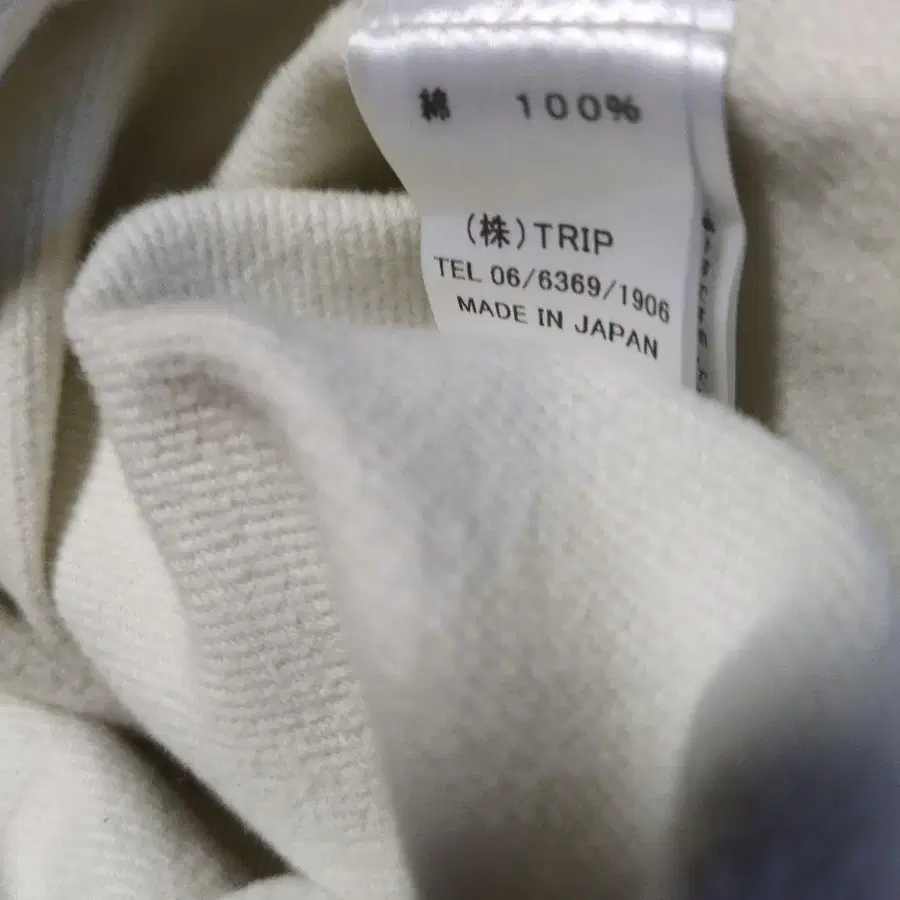 綿 100%
(株)TRIP
TEL 06/6369/1906
MADE IN JAPAN